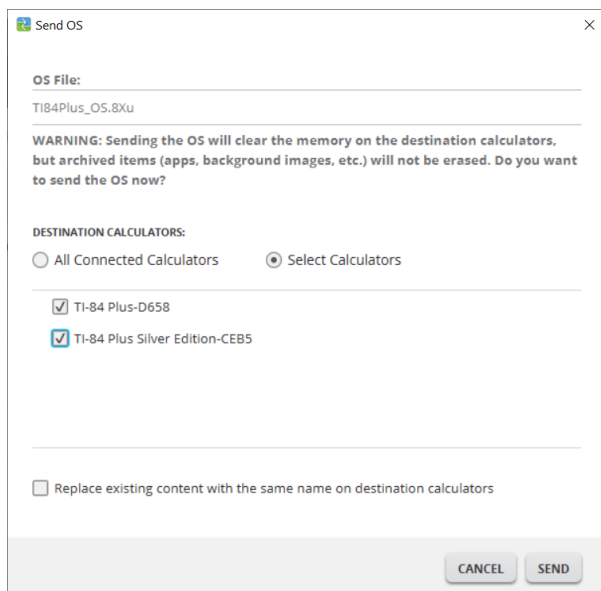 Send OS
OS File:
TI84Plus_OS.8Xu
WARNING: Sending the OS will clear the memory on the destination calculators,
but archived items (apps, background images, etc.) will not be erased. Do you want
to send the OS now?
DESTINATION CALCULATORS:
All Connected Calculators Select Calculators
TI-84 Plus-D658
TI-84 Plus Silver Edition-CEB5
Replace existing content with the same name on destination calculators
CANCEL SEND